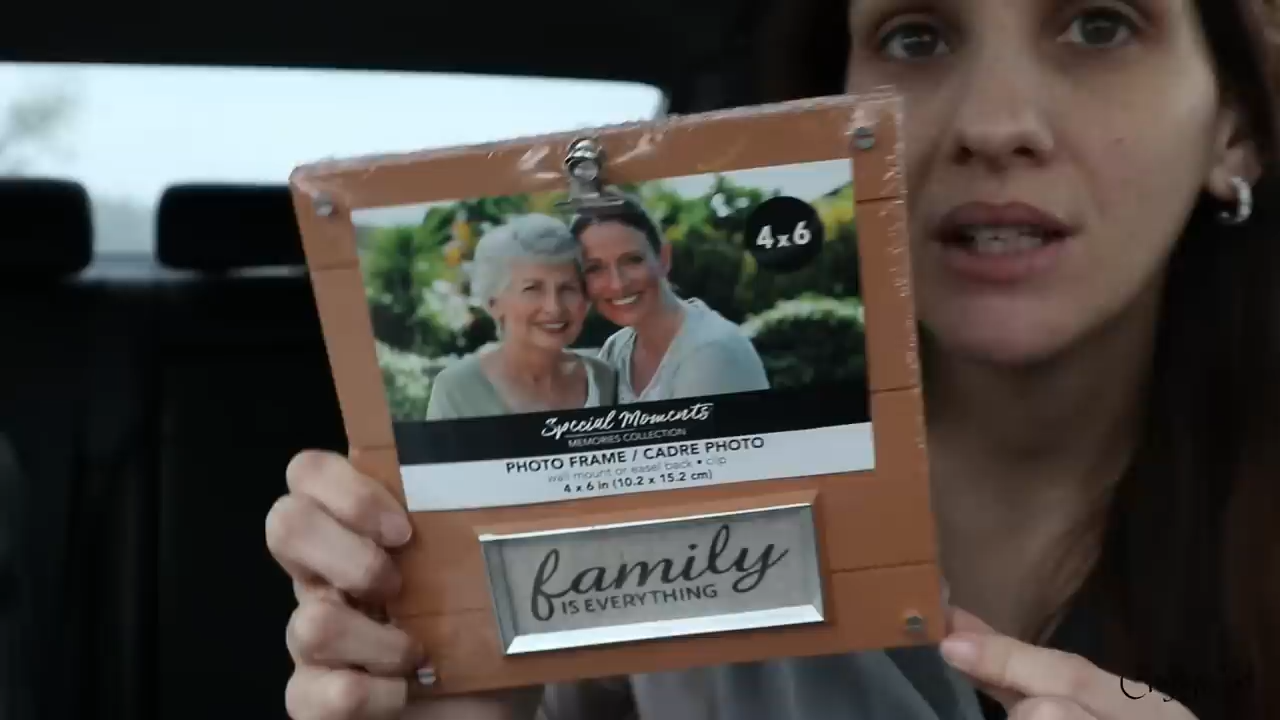 4x6
Special Moments
MEMORIES COLLECTION
PHOTO FRAME / CADRE PHOTO
wall mount or easel back • clip
4 x 6 in (10.2 x 15.2 cm)
family
IS EVERYTHING